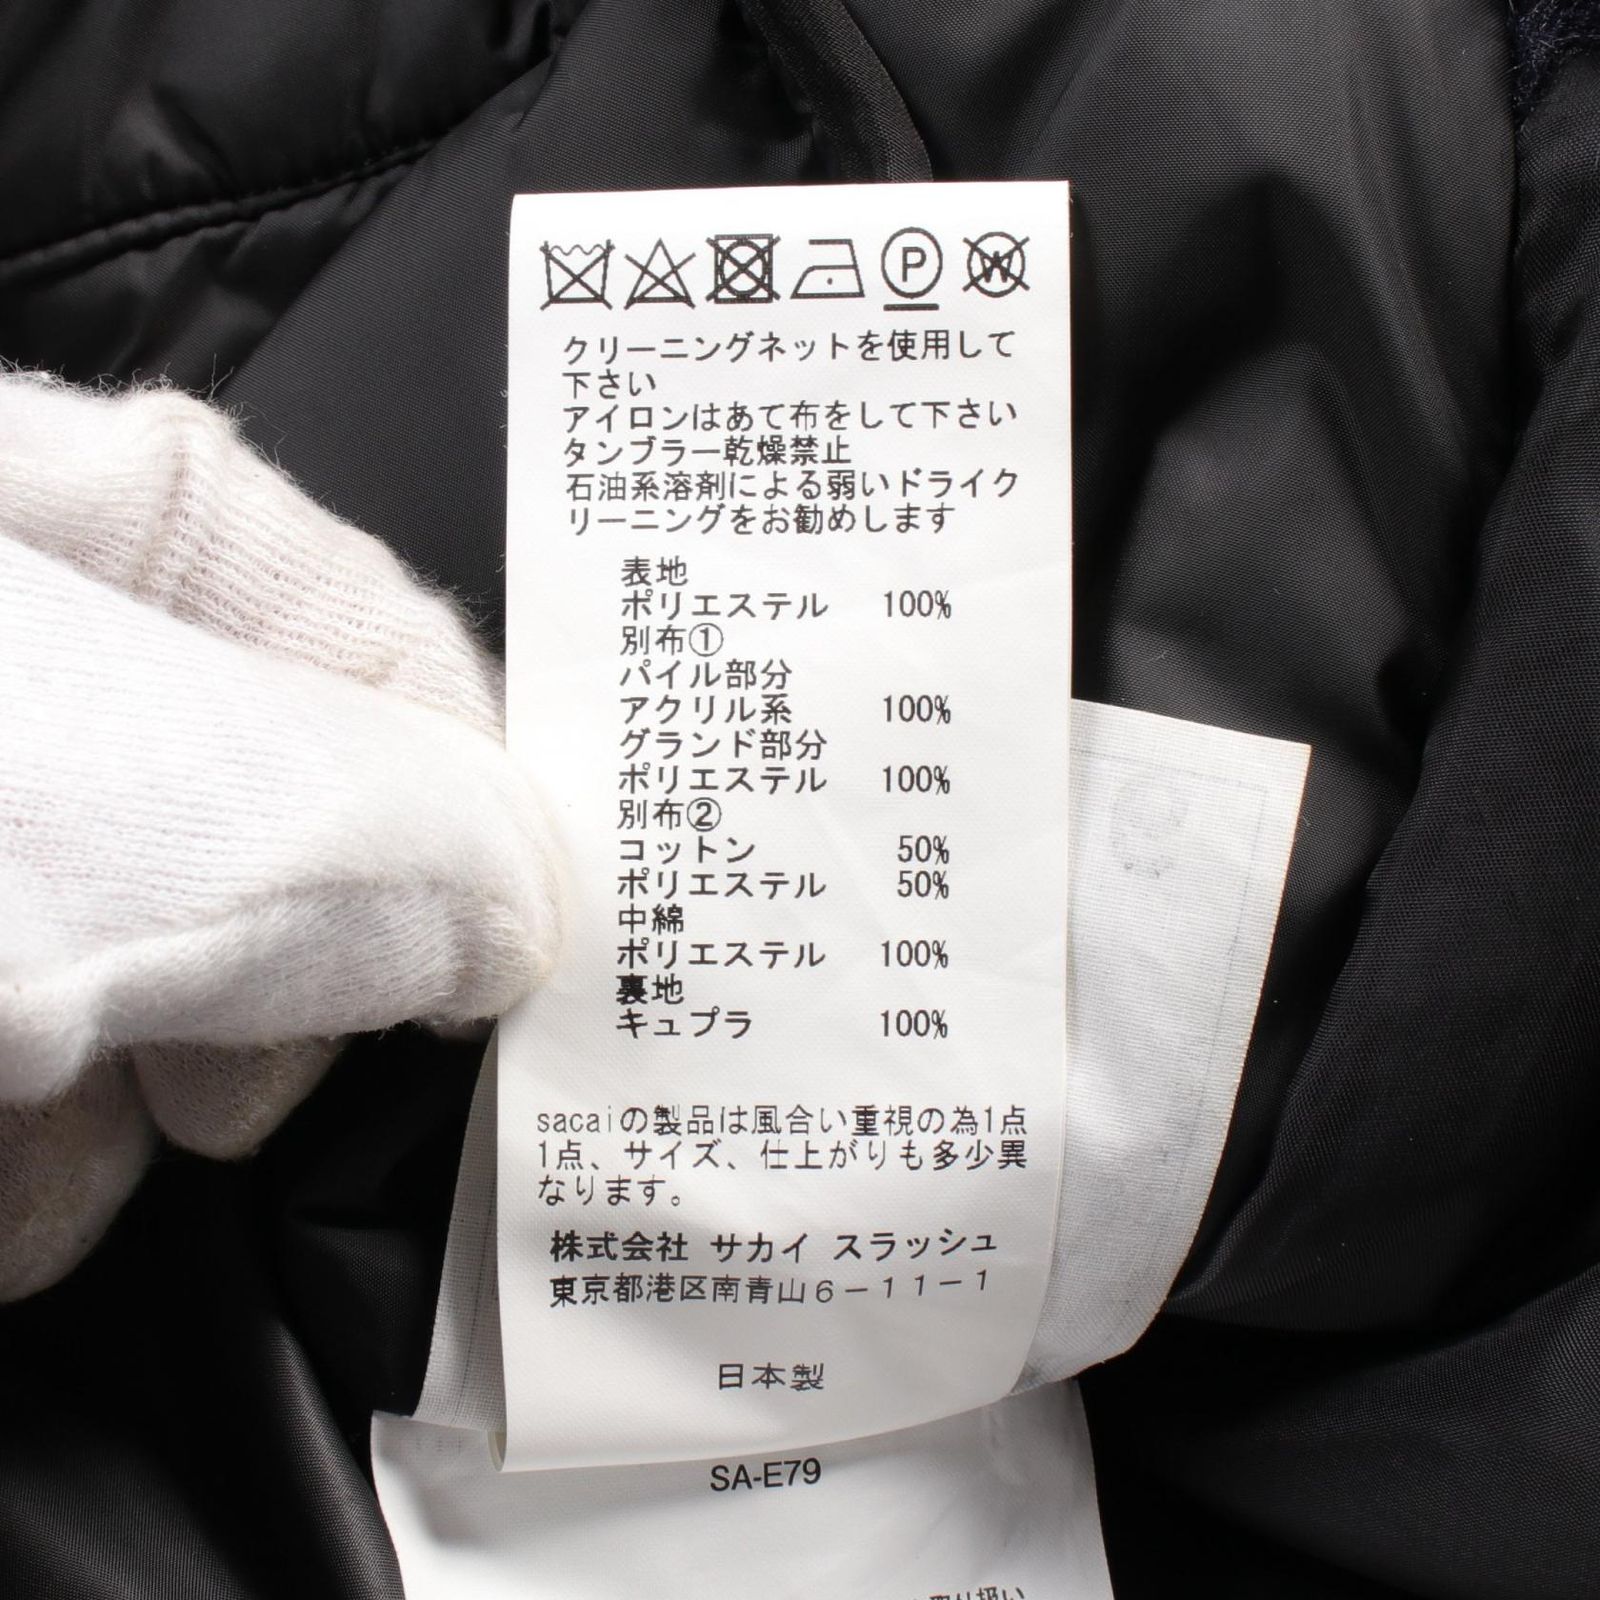 P W
クリーニングネットを使用して
下さい
アイロンはあて布をして下さい
タンブラー乾燥禁止
石油系溶剤による弱いドライク
リーニングをお勧めします
表地
ポリエステル 100%
別布①
パイル部分
アクリル系 100%
グランド部分
ポリエステル 100%
別布②
コットン 50%
ポリエステル 50%
中綿
ポリエステル 100%
裏地
キュプラ 100%
sacaiの製品は風合い重視の為1点
1点、サイズ、仕上がりも多少異
なります。
株式会社 サカイ スラッシュ
東京都港区南青山6-11-1
日本製
SA-E79
取り扱い